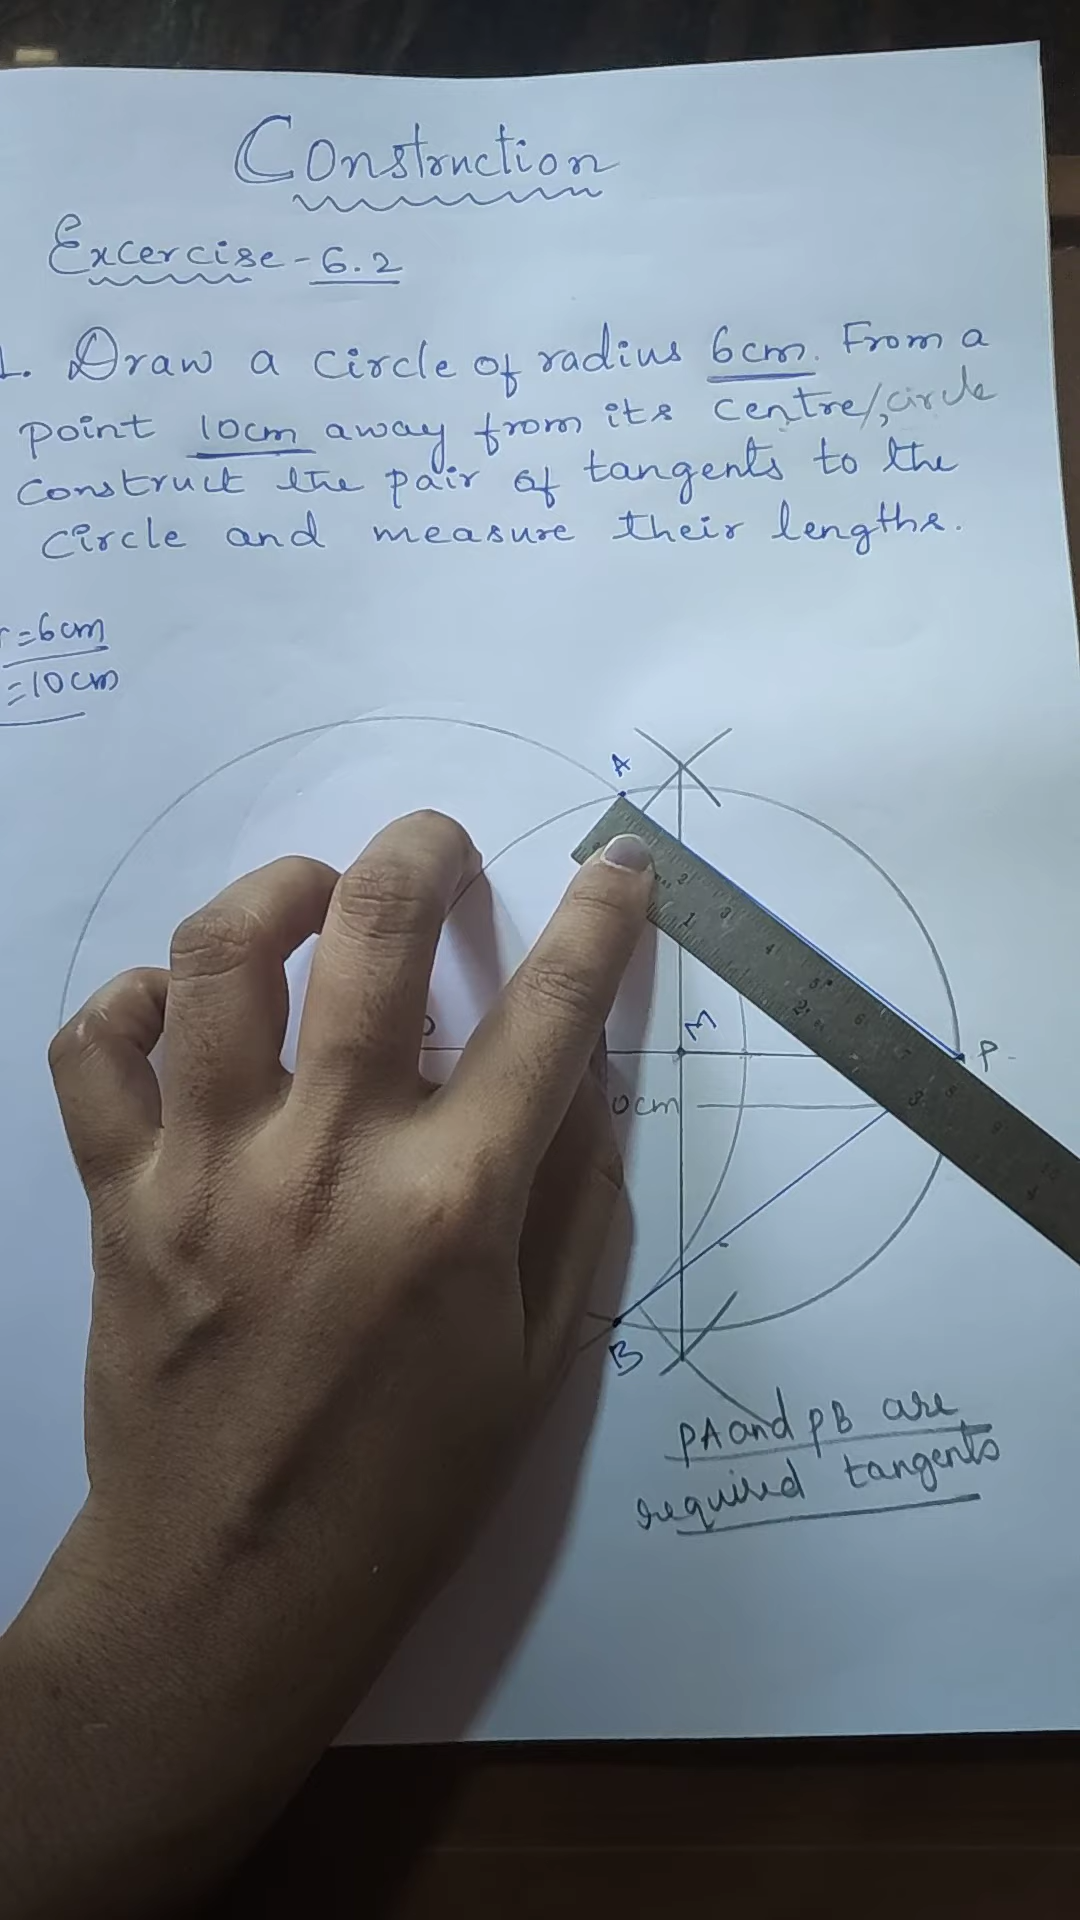 Construction
Excercise - 6.2
1. Draw a circle of radius 6cm. From a
point 10cm away from its centre/circle
construct the pair of tangents to the
circle and measure their lengths.
r = 6cm
= 10cm
A
M
P
0cm
B
PA and PB are
required tangents